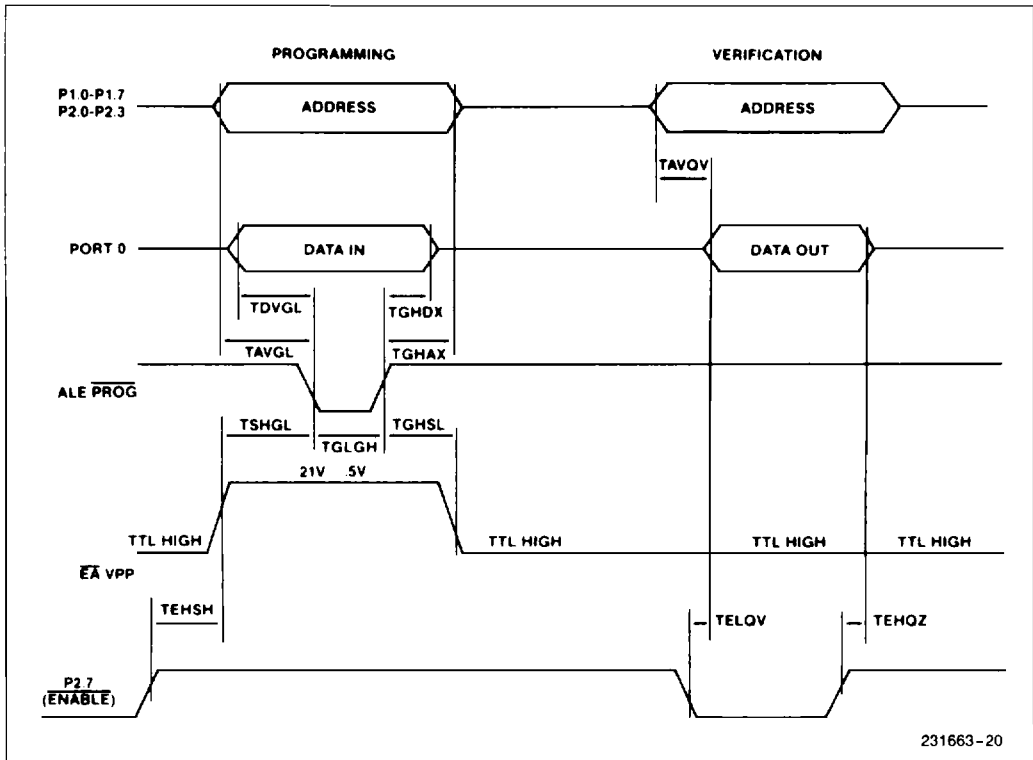 PROGRAMMING VERIFICATION
P1.0-P1.7
P2.0-P2.3
ADDRESS ADDRESS
TAVQV
PORT 0 DATA IN DATA OUT
TDVGL TGHDX
TAVGL TGHAX
ALE PROG
TSHGL TGLGH TGHSL
21V .5V
TTL HIGH TTL HIGH TTL HIGH TTL HIGH
EA VPP
TEHSH TELQV TEHQZ
P2.7
(ENABLE)
231663-20